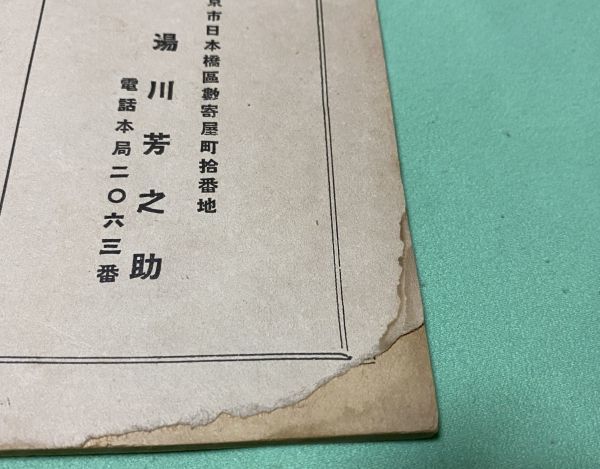 京市日本橋區數寄屋町拾番地
湯川芳之助
電話本局二〇六三番